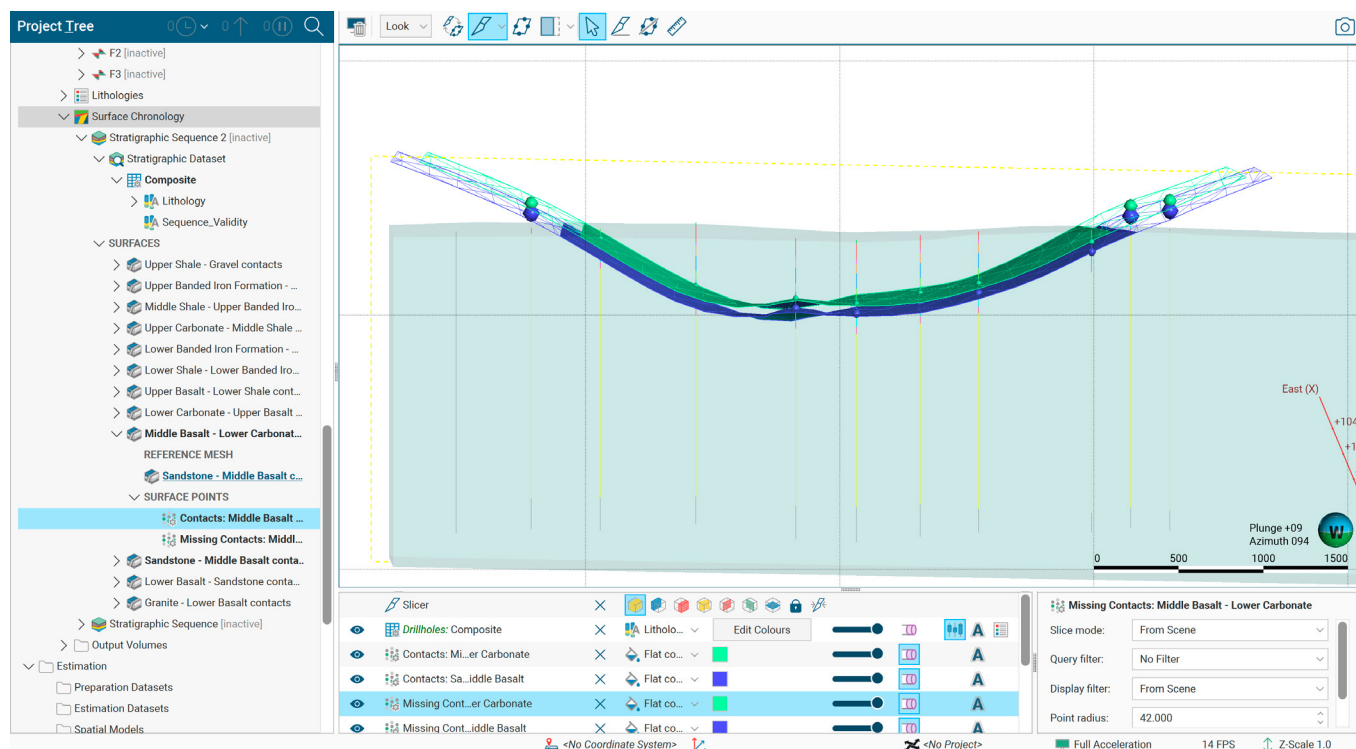 Project Tree
0
0
0
Look
F2 [inactive]
F3 [inactive]
Lithologies
Surface Chronology
Stratigraphic Sequence 2 [inactive]
Stratigraphic Dataset
Composite
Lithology
Sequence_Validity
SURFACES
Upper Shale - Gravel contacts
Upper Banded Iron Formation - ...
Middle Shale - Upper Banded Iron...
Upper Carbonate - Middle Shale ...
Lower Banded Iron Formation - ...
Lower Shale - Lower Banded Iro...
Upper Basalt - Lower Shale cont...
Lower Carbonate - Upper Basalt ...
Middle Basalt - Lower Carbonat...
REFERENCE MESH
Sandstone - Middle Basalt c...
SURFACE POINTS
Contacts: Middle Basalt ...
Missing Contacts: Middl...
Sandstone - Middle Basalt conta..
Lower Basalt - Sandstone conta...
Granite - Lower Basalt contacts
Stratigraphic Sequence [inactive]
Output Volumes
Estimation
Preparation Datasets
Estimation Datasets
Spatial Models
East (X)
+104
+1
Plunge +09
Azimuth 094
W
0 500 1000 1500
Slicer
Drillholes: Composite Litholo... Edit Colours A
Contacts: Mi...er Carbonate Flat co... A
Contacts: Sa...iddle Basalt Flat co... A
Missing Cont...er Carbonate Flat co... A
Missing Cont...iddle Basalt Flat co... A
Missing Contacts: Middle Basalt - Lower Carbonate
Slice mode: From Scene
Query filter: No Filter
Display filter: From Scene
Point radius: 42.000
<No Coordinate System>
<No Project>
Full Acceleration
14 FPS
Z-Scale 1.0